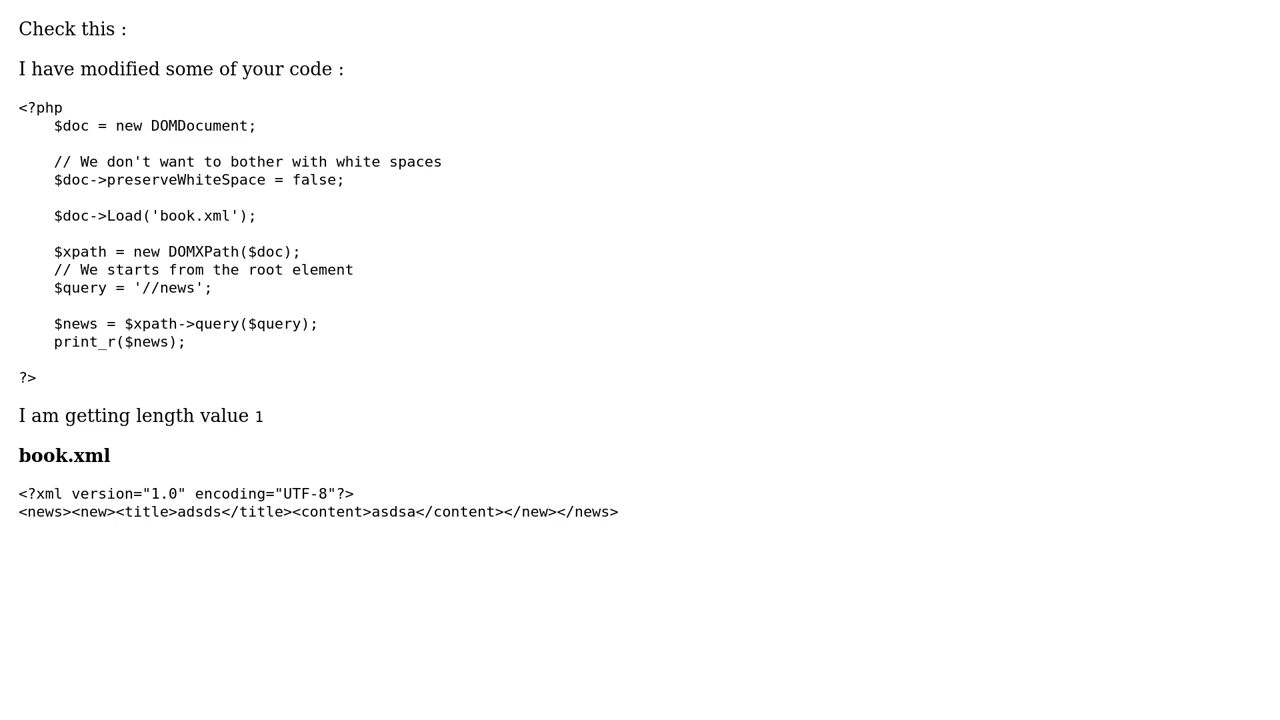 Check this :
I have modified some of your code :
<?php
    $doc = new DOMDocument;
    // We don't want to bother with white spaces
    $doc->preserveWhiteSpace = false;
    $doc->Load('book.xml');
    $xpath = new DOMXPath($doc);
    // We starts from the root element
    $query = '//news';
    $news = $xpath->query($query);
    print_r($news);
?>
I am getting length value 1
book.xml
<?xml version="1.0" encoding="UTF-8"?>
<news><new><title>adsds</title><content>asdsa</content></new></news>